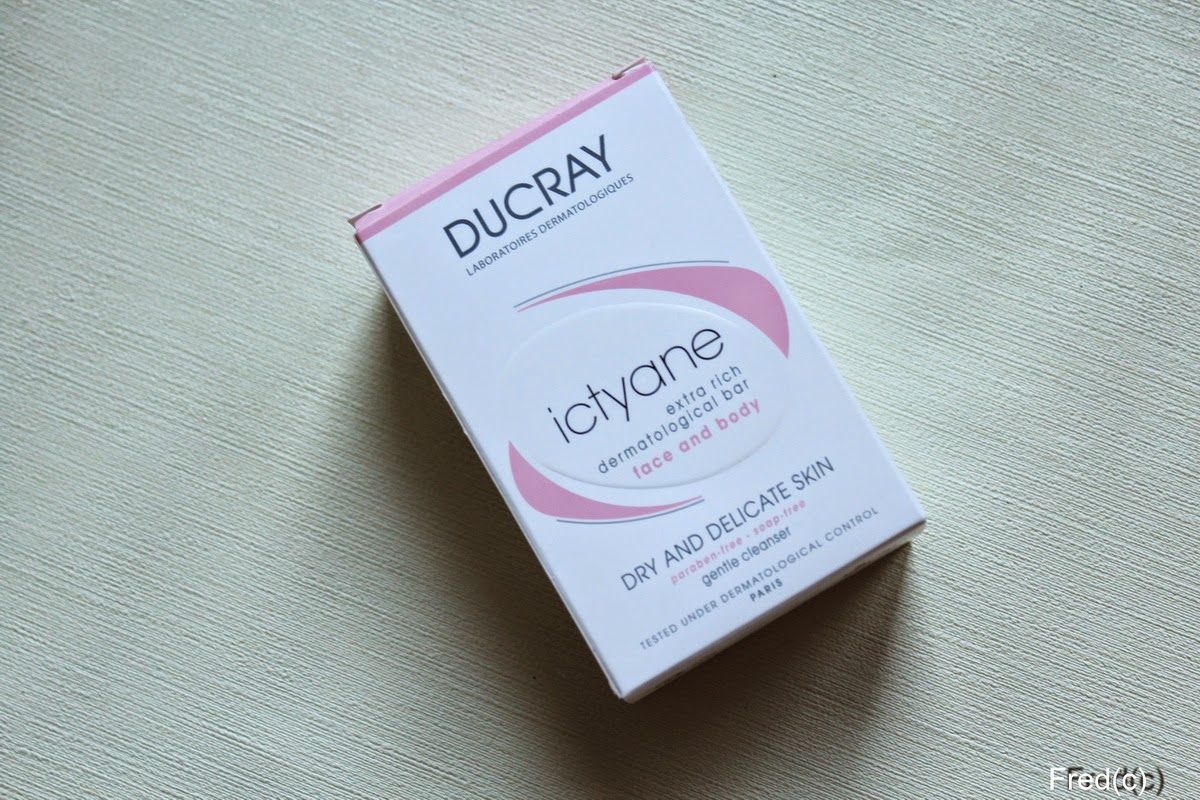 DUCRAY
LABORATOIRES DERMATOLOGIQUES
ictyane
extra rich
dermatological bar
face and body
DRY AND DELICATE SKIN
paraben-free - soap-free
gentle cleanser
TESTED UNDER DERMATOLOGICAL CONTROL
PARIS
Fred(c)